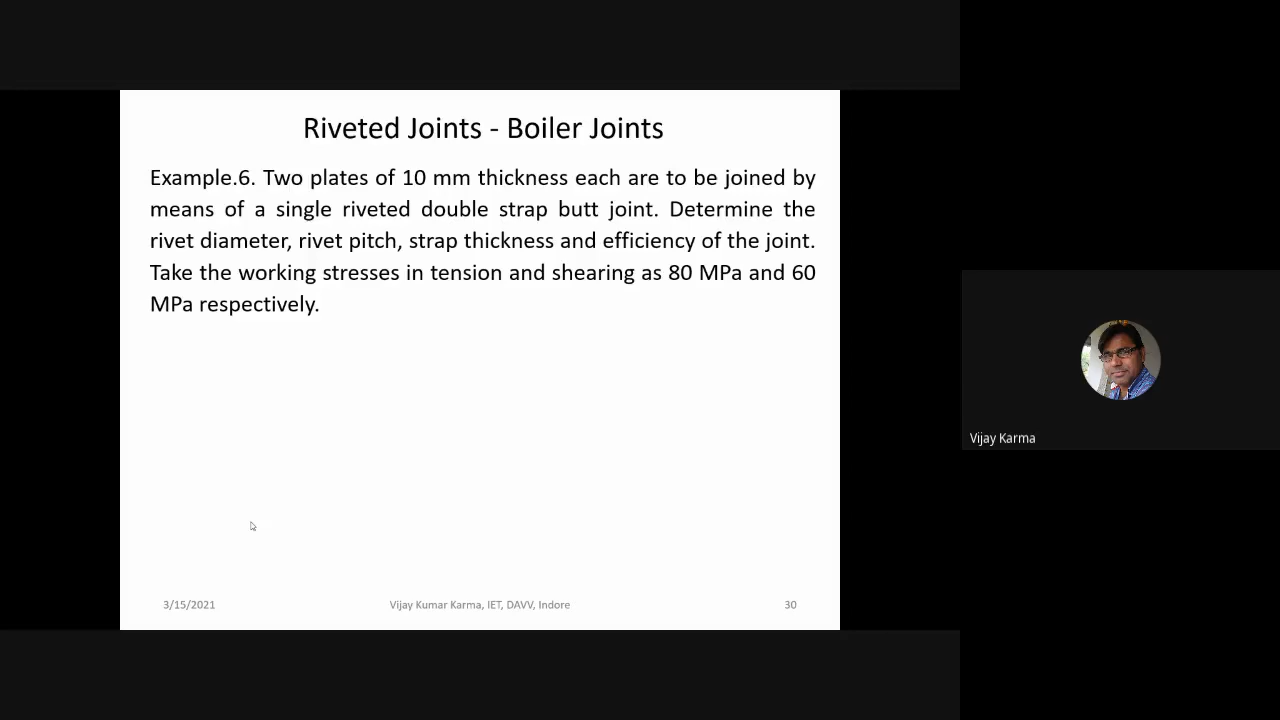 Riveted Joints - Boiler Joints
Example.6. Two plates of 10 mm thickness each are to be joined by
means of a single riveted double strap butt joint. Determine the
rivet diameter, rivet pitch, strap thickness and efficiency of the joint.
Take the working stresses in tension and shearing as 80 MPa and 60
MPa respectively.
Vijay Karma
3/15/2021
Vijay Kumar Karma, IET, DAVV, Indore
30